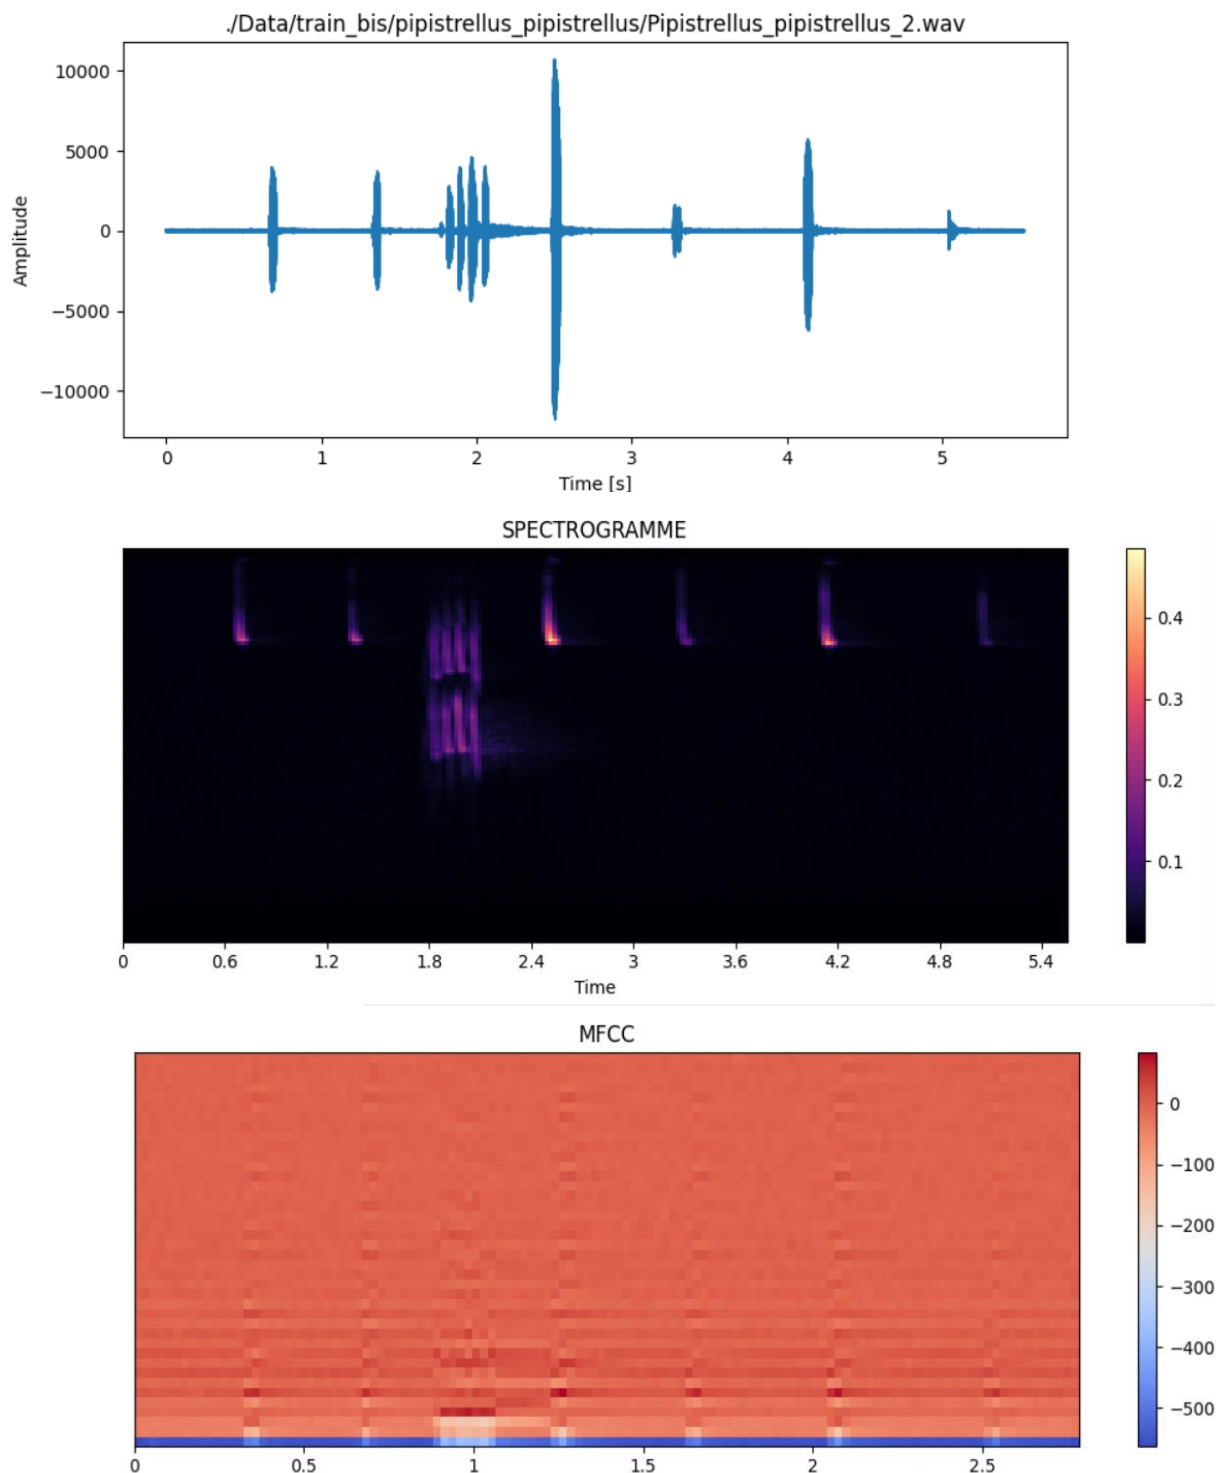 ./Data/train_bis/pipistrellus_pipistrellus/Pipistrellus_pipistrellus_2.wav
10000
5000
0
−5000
−10000
Amplitude
0 1 2 3 4 5
Time [s]
SPECTROGRAMME
0.4
0.3
0.2
0.1
0 0.6 1.2 1.8 2.4 3 3.6 4.2 4.8 5.4
Time
MFCC
0
−100
−200
−300
−400
−500
0 0.5 1 1.5 2 2.5